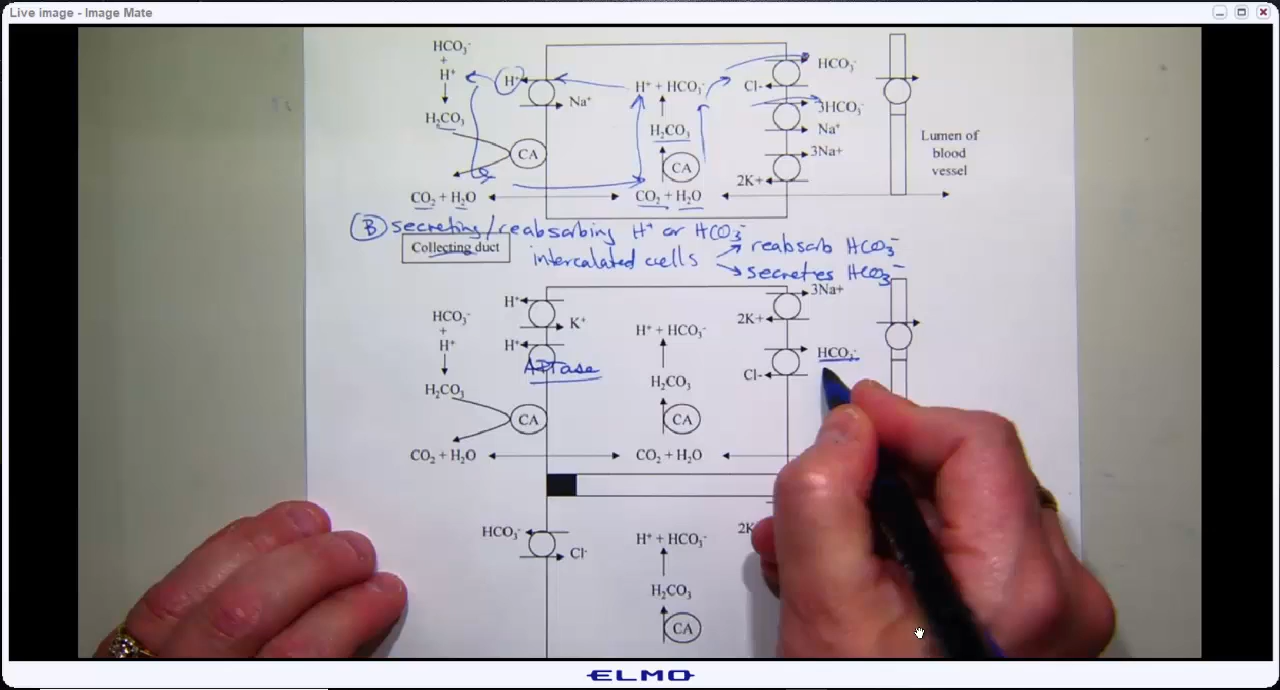 Live image - Image Mate
HCO₃⁻
+
H⁺
H₂CO₃
CO₂ + H₂O
CA
H⁺
Na⁺
H⁺ + HCO₃⁻
H₂CO₃
CA
CO₂ + H₂O
HCO₃⁻
Cl-
3HCO₃⁻
Na⁺
3Na+
2K+
Lumen of
blood
vessel
B secreting/reabsorbing H⁺ or HCO₃⁻
Collecting duct
intercalated cells
reabsorb HCO₃⁻
secretes HCO₃⁻
HCO₃⁻
+
H⁺
H₂CO₃
CO₂ + H₂O
CA
H⁺
K⁺
H⁺
ATPase
H⁺ + HCO₃⁻
H₂CO₃
CA
CO₂ + H₂O
3Na+
2K+
HCO₃⁻
Cl-
HCO₃⁻
Cl⁻
H⁺ + HCO₃⁻
H₂CO₃
CA
2K
ELMO